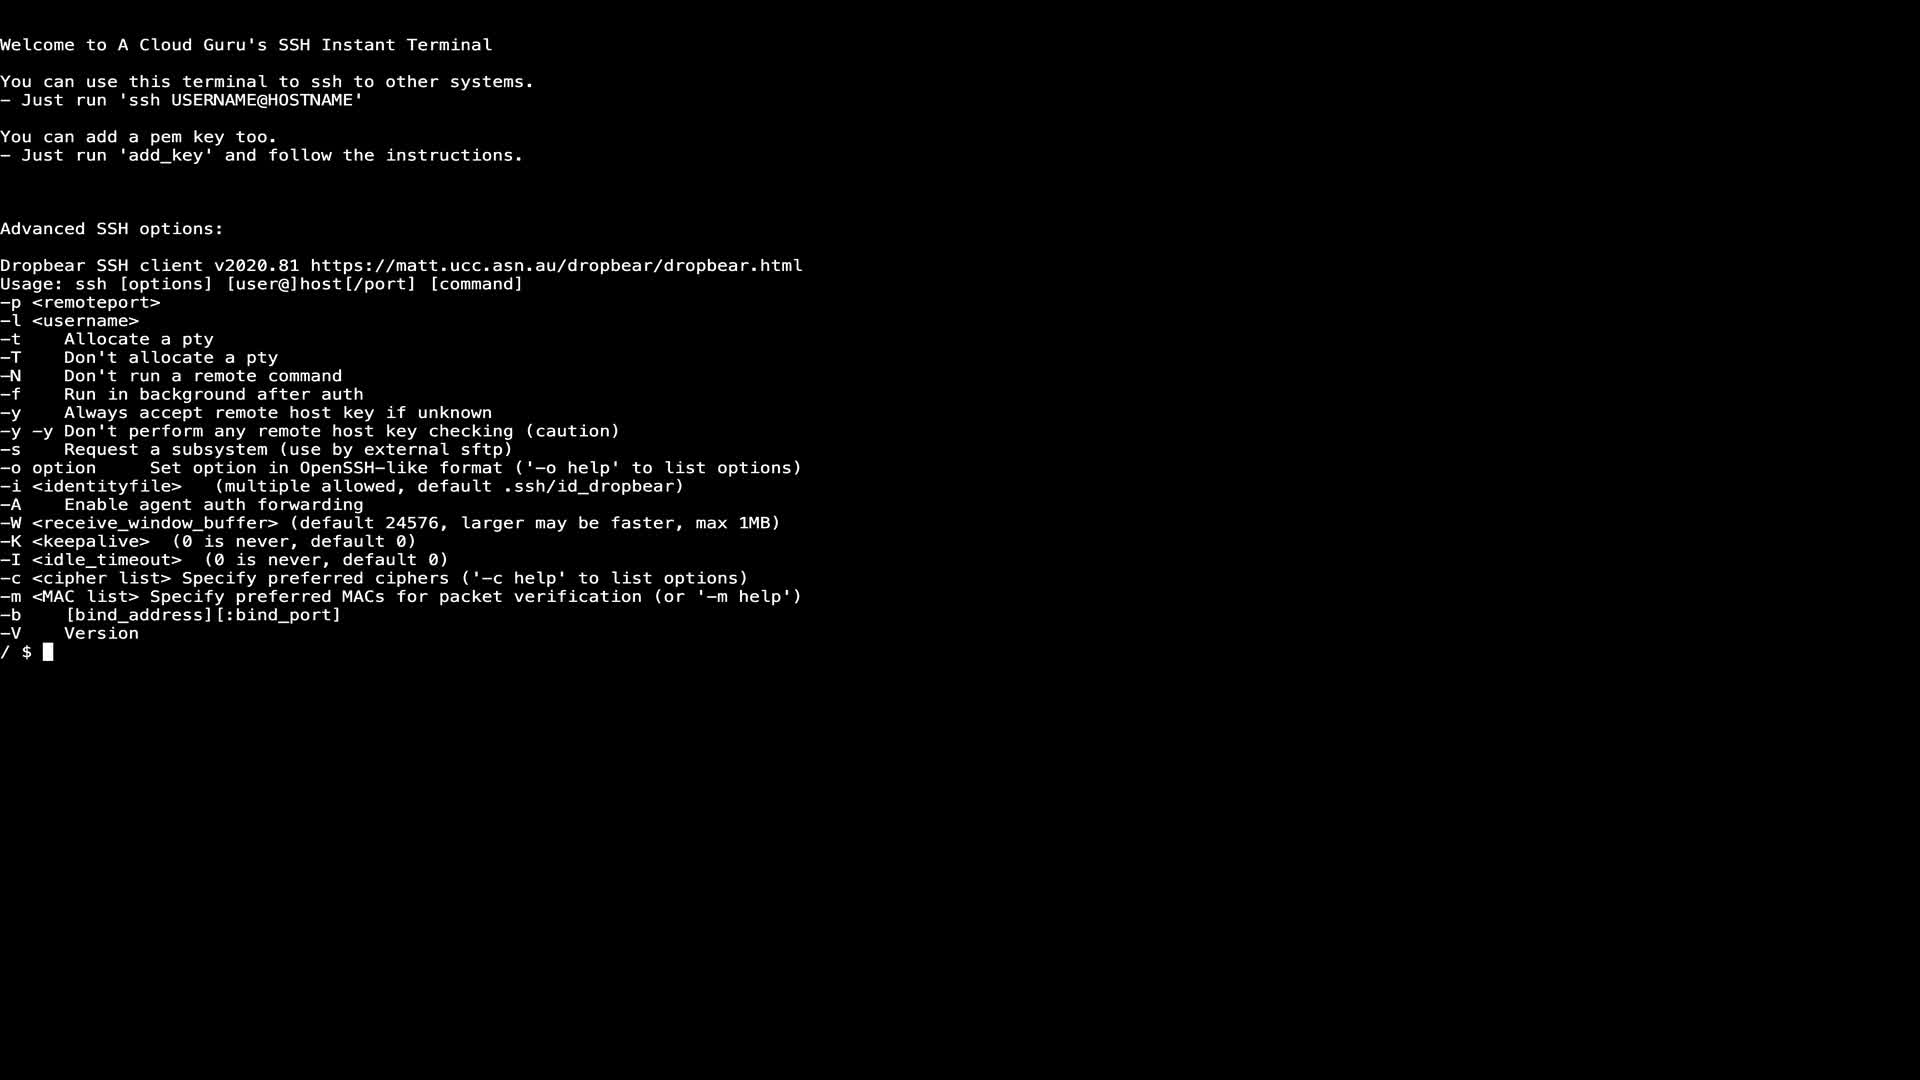 Welcome to A Cloud Guru's SSH Instant Terminal
You can use this terminal to ssh to other systems.
- Just run 'ssh USERNAME@HOSTNAME'
You can add a pem key too.
- Just run 'add_key' and follow the instructions.
Advanced SSH options:
Dropbear SSH client v2020.81 https://matt.ucc.asn.au/dropbear/dropbear.html
Usage: ssh [options] [user@]host[/port] [command]
-p <remoteport>
-l <username>
-t    Allocate a pty
-T    Don't allocate a pty
-N    Don't run a remote command
-f    Run in background after auth
-y    Always accept remote host key if unknown
-y -y Don't perform any remote host key checking (caution)
-s    Request a subsystem (use by external sftp)
-o option     Set option in OpenSSH-like format ('-o help' to list options)
-i <identityfile>   (multiple allowed, default .ssh/id_dropbear)
-A    Enable agent auth forwarding
-W <receive_window_buffer> (default 24576, larger may be faster, max 1MB)
-K <keepalive>  (0 is never, default 0)
-I <idle_timeout>  (0 is never, default 0)
-c <cipher list> Specify preferred ciphers ('-c help' to list options)
-m <MAC list> Specify preferred MACs for packet verification (or '-m help')
-b    [bind_address][:bind_port]
-V    Version
/ $